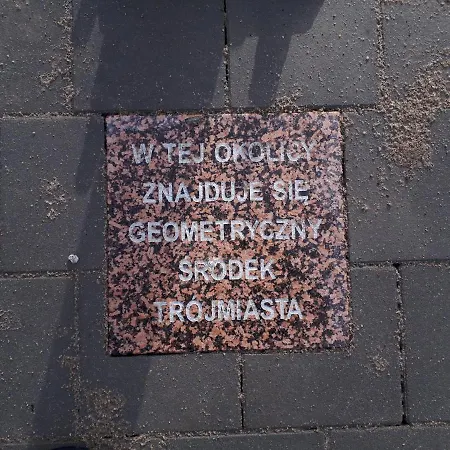 W TEJ OKOLICY
ZNAJDUJE SIĘ
GEOMETRYCZNY
ŚRODEK
TRÓJMIASTA